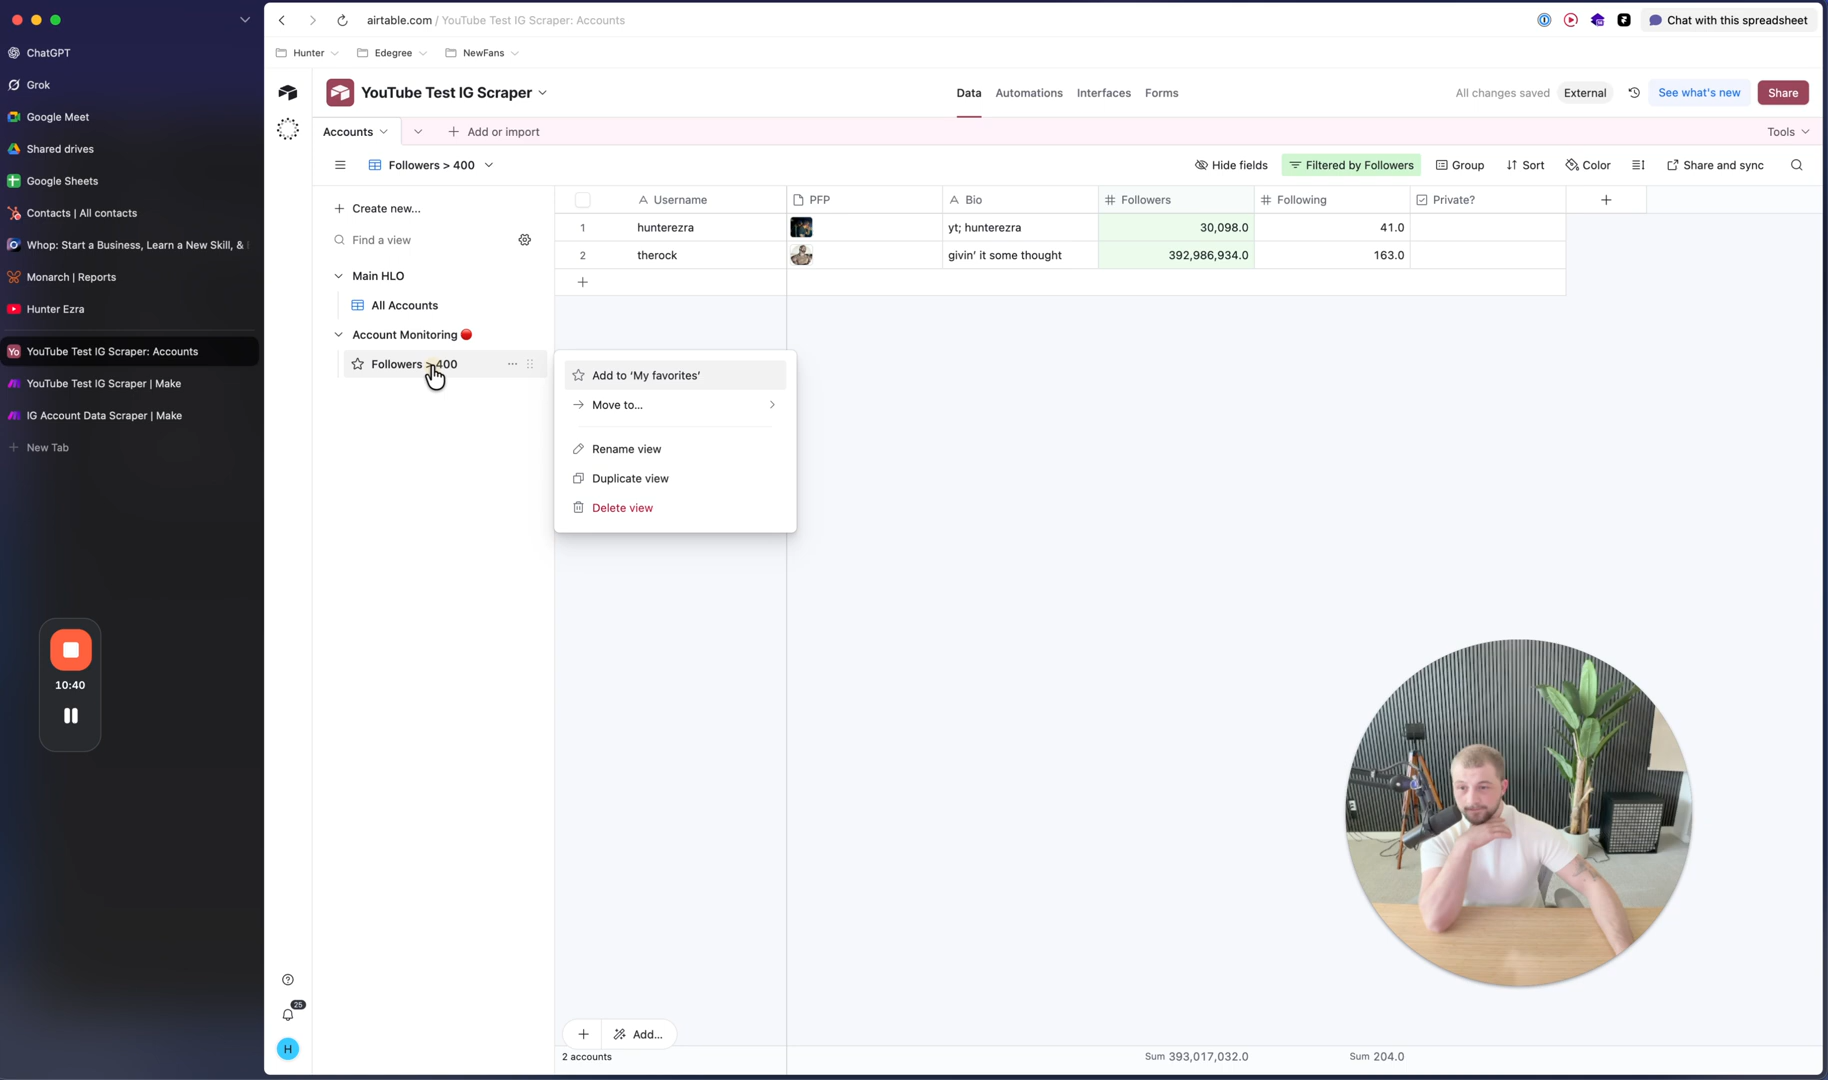 ChatGPT
Grok
Google Meet
Shared drives
Google Sheets
Contacts | All contacts
Whop: Start a Business, Learn a New Skill, &
Monarch | Reports
Hunter Ezra
Yo YouTube Test IG Scraper: Accounts
YouTube Test IG Scraper | Make
IG Account Data Scraper | Make
New Tab
10:40
airtable.com / YouTube Test IG Scraper: Accounts
Chat with this spreadsheet
Hunter Edegree NewFans
YouTube Test IG Scraper
Data Automations Interfaces Forms
All changes saved External See what's new Share
Accounts Add or import Tools
Followers > 400
Hide fields Filtered by Followers Group Sort Color Share and sync
Create new...
Find a view
Main HLO
All Accounts
Account Monitoring
Followers > 400
Username PFP Bio Followers Following Private?
1 hunterezra yt; hunterezra 30,098.0 41.0
2 therock givin' it some thought 392,986,934.0 163.0
Add to 'My favorites'
Move to...
Rename view
Duplicate view
Delete view
25
H
Add...
2 accounts Sum 393,017,032.0 Sum 204.0